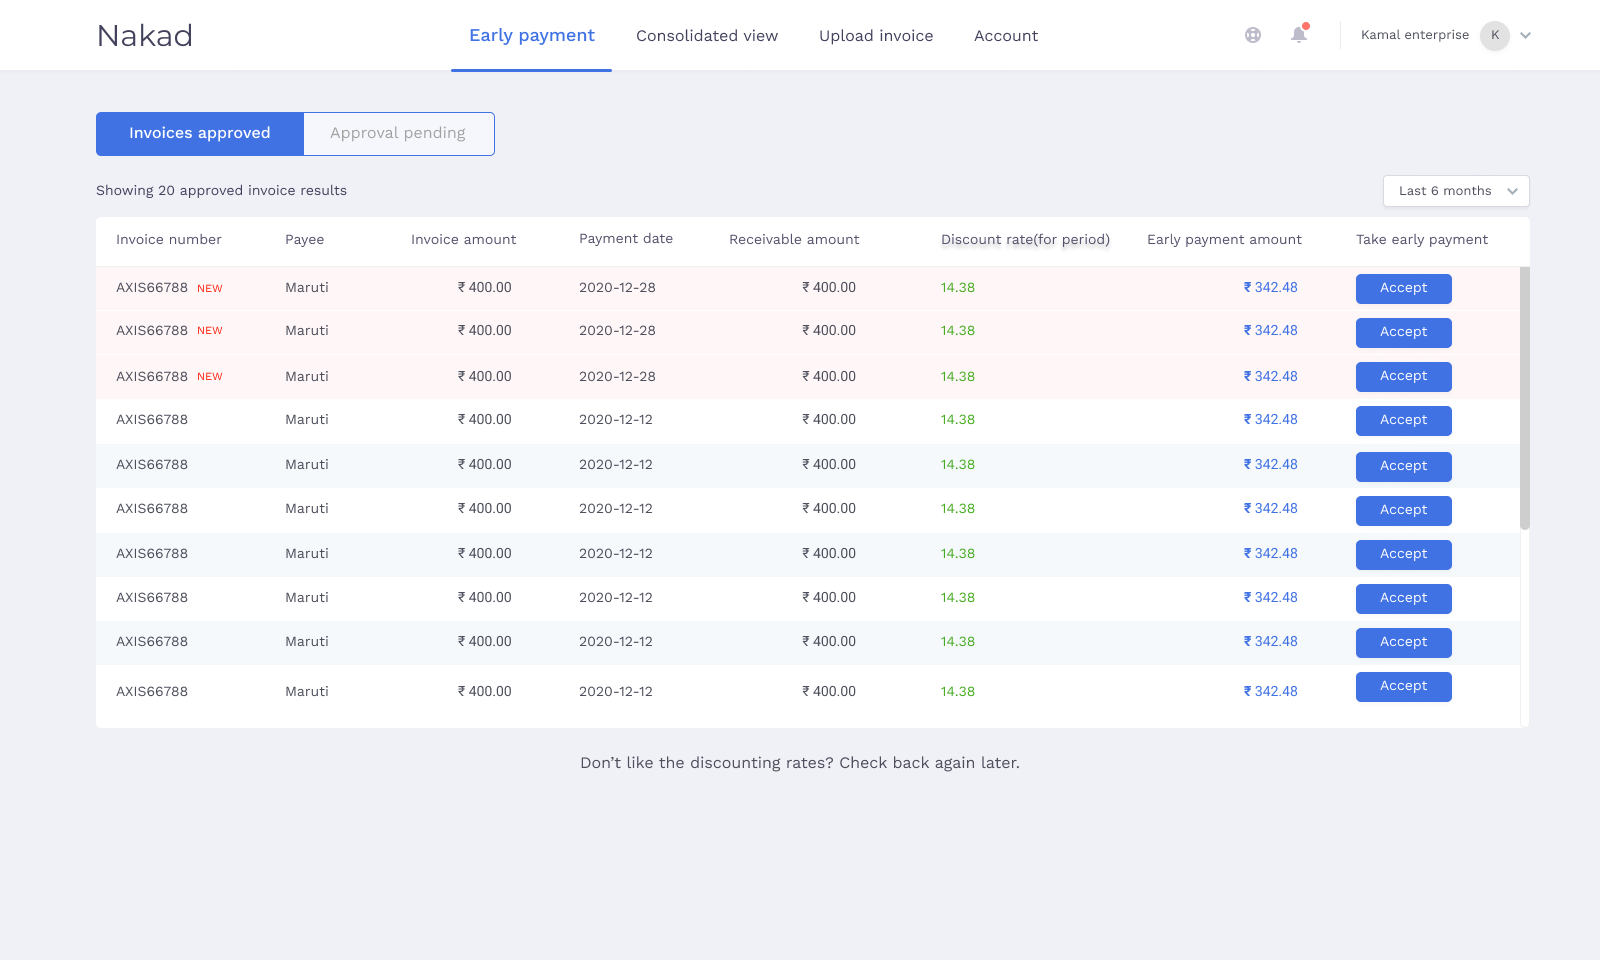 Nakad Early payment Consolidated view Upload invoice Account Kamal enterprise K
Invoices approved Approval pending
Showing 20 approved invoice results Last 6 months
Invoice number Payee Invoice amount Payment date Receivable amount Discount rate(for period) Early payment amount Take early payment
AXIS66788 NEW Maruti ₹ 400.00 2020-12-28 ₹ 400.00 14.38 ₹ 342.48 Accept
AXIS66788 NEW Maruti ₹ 400.00 2020-12-28 ₹ 400.00 14.38 ₹ 342.48 Accept
AXIS66788 NEW Maruti ₹ 400.00 2020-12-28 ₹ 400.00 14.38 ₹ 342.48 Accept
AXIS66788 Maruti ₹ 400.00 2020-12-12 ₹ 400.00 14.38 ₹ 342.48 Accept
AXIS66788 Maruti ₹ 400.00 2020-12-12 ₹ 400.00 14.38 ₹ 342.48 Accept
AXIS66788 Maruti ₹ 400.00 2020-12-12 ₹ 400.00 14.38 ₹ 342.48 Accept
AXIS66788 Maruti ₹ 400.00 2020-12-12 ₹ 400.00 14.38 ₹ 342.48 Accept
AXIS66788 Maruti ₹ 400.00 2020-12-12 ₹ 400.00 14.38 ₹ 342.48 Accept
AXIS66788 Maruti ₹ 400.00 2020-12-12 ₹ 400.00 14.38 ₹ 342.48 Accept
AXIS66788 Maruti ₹ 400.00 2020-12-12 ₹ 400.00 14.38 ₹ 342.48 Accept
Don’t like the discounting rates? Check back again later.